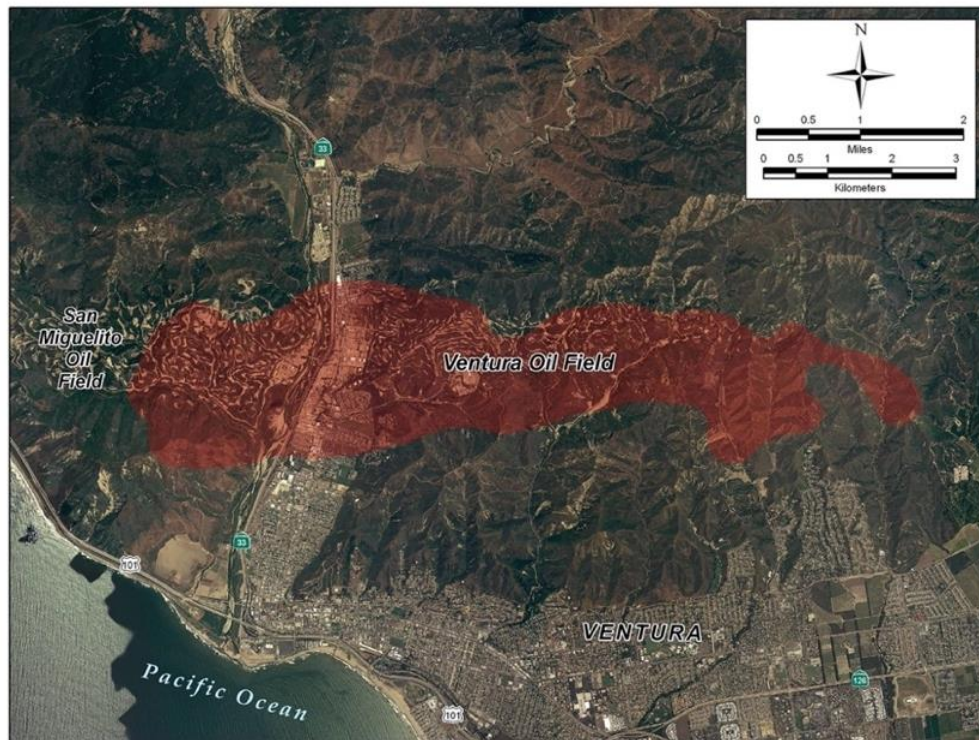 N
0 0.5 1 2
Miles
0 0.5 1 2 3
Kilometers
33
San
Miguelito
Oil
Field
Ventura Oil Field
33
101
VENTURA
Pacific Ocean
126
101